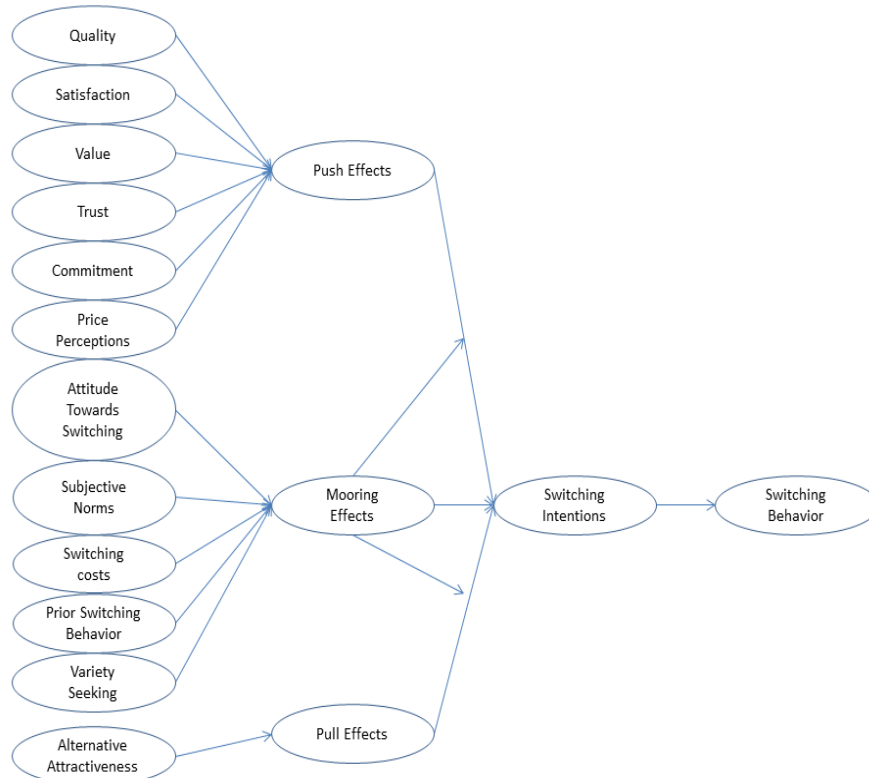 Quality
Satisfaction
Value
Trust
Commitment
Price
Perceptions
Attitude
Towards
Switching
Subjective
Norms
Switching
costs
Prior Switching
Behavior
Variety
Seeking
Alternative
Attractiveness
Push Effects
Mooring
Effects
Pull Effects
Switching
Intentions
Switching
Behavior